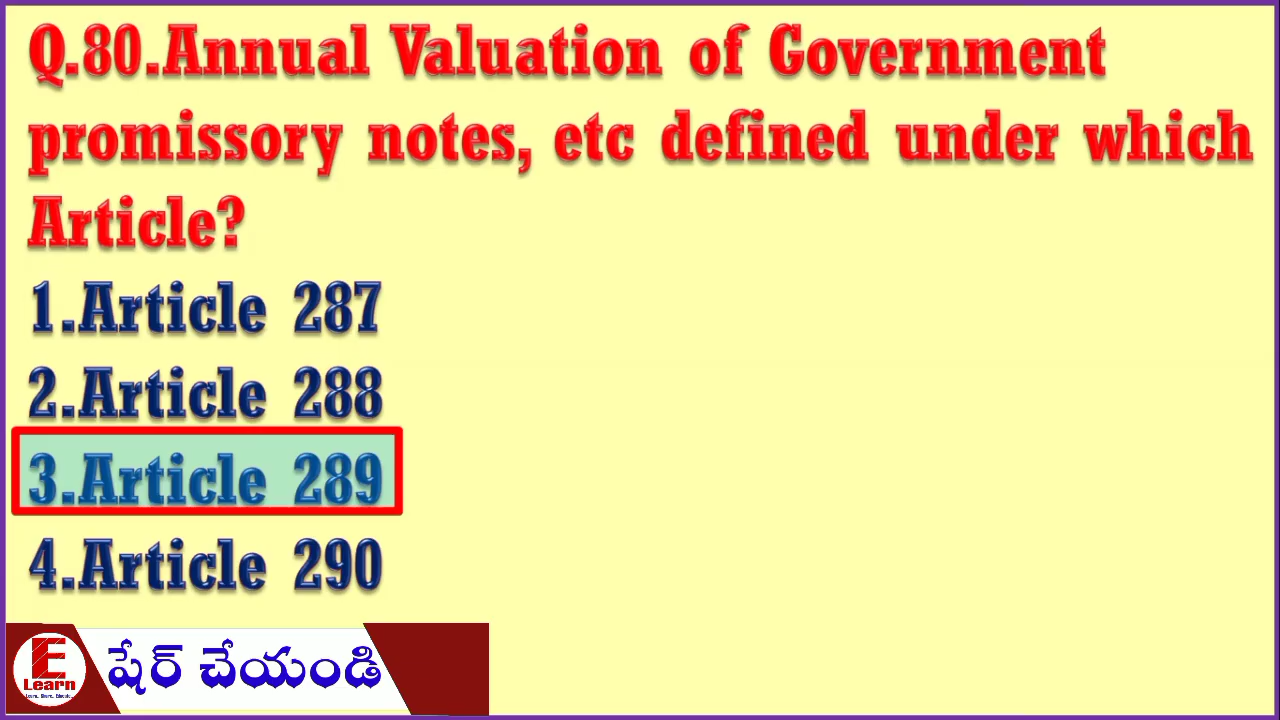 Q.80.Annual Valuation of Government
promissory notes, etc defined under which
Article?
1.Article 287
2.Article 288
3.Article 289
4.Article 290
E
Learn
షేర్ చేయండి